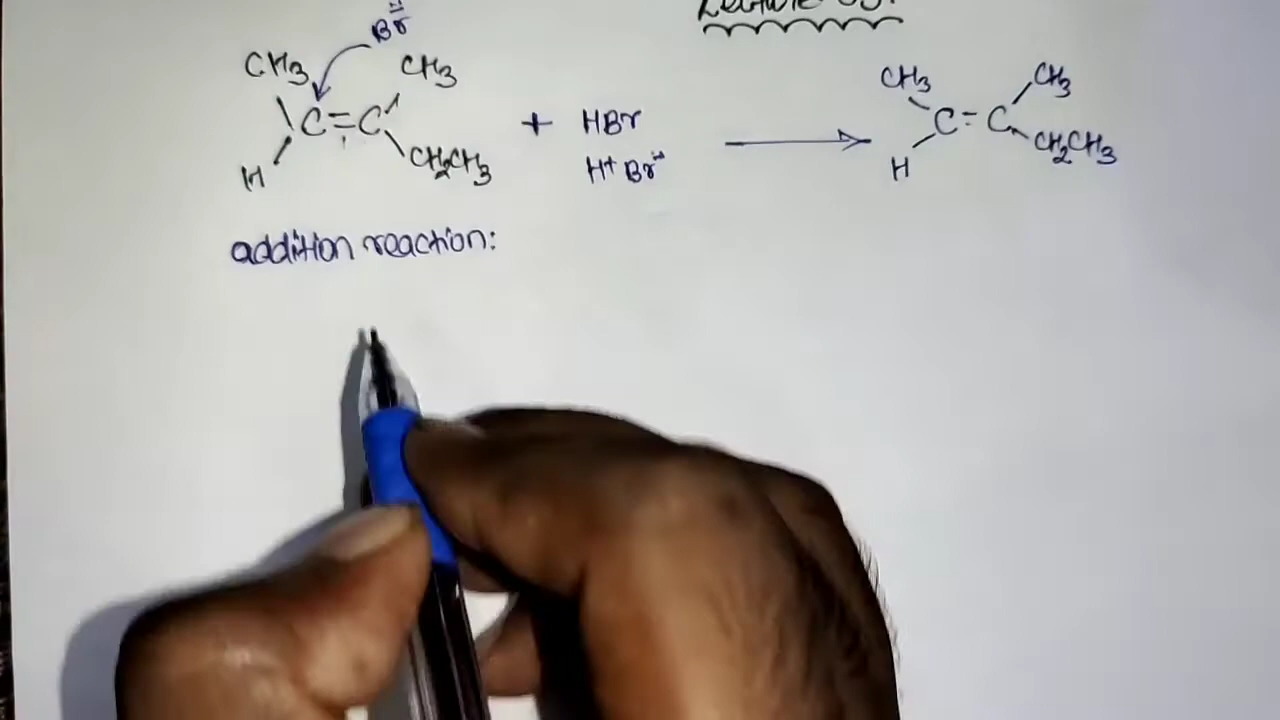 Br̈
CH3 CH3 CH3 CH3
C=C + HBr C=C
H CH2CH3 H+ Br¨ H CH2CH3
addition reaction: